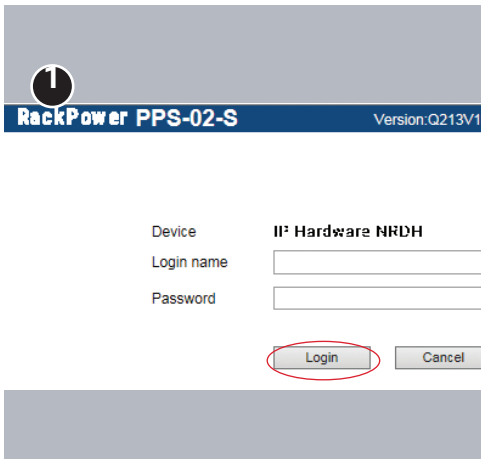 1
RackPower PPS-02-S Version:Q213V1
Device IP Hardware NRDH
Login name
Password
Login Cancel